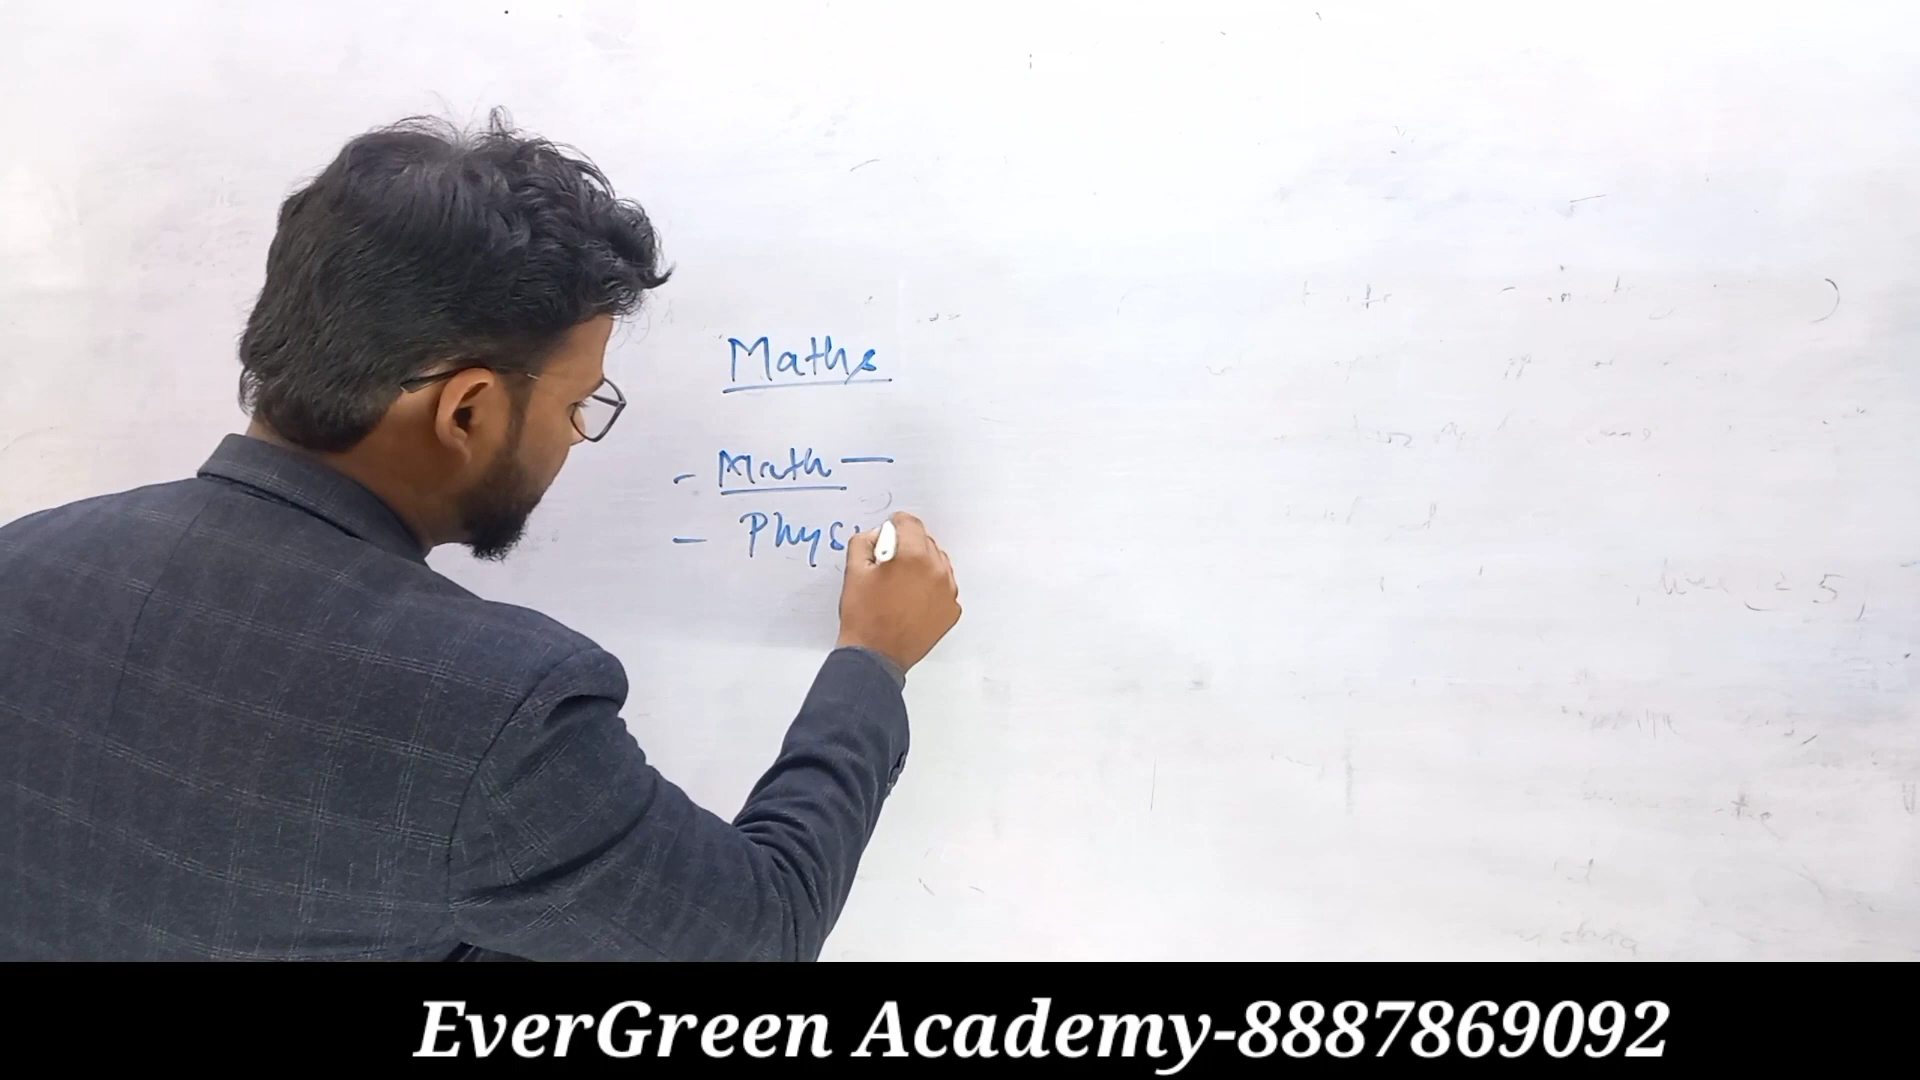 Maths
- Math —
- Phys
EverGreen Academy-8887869092